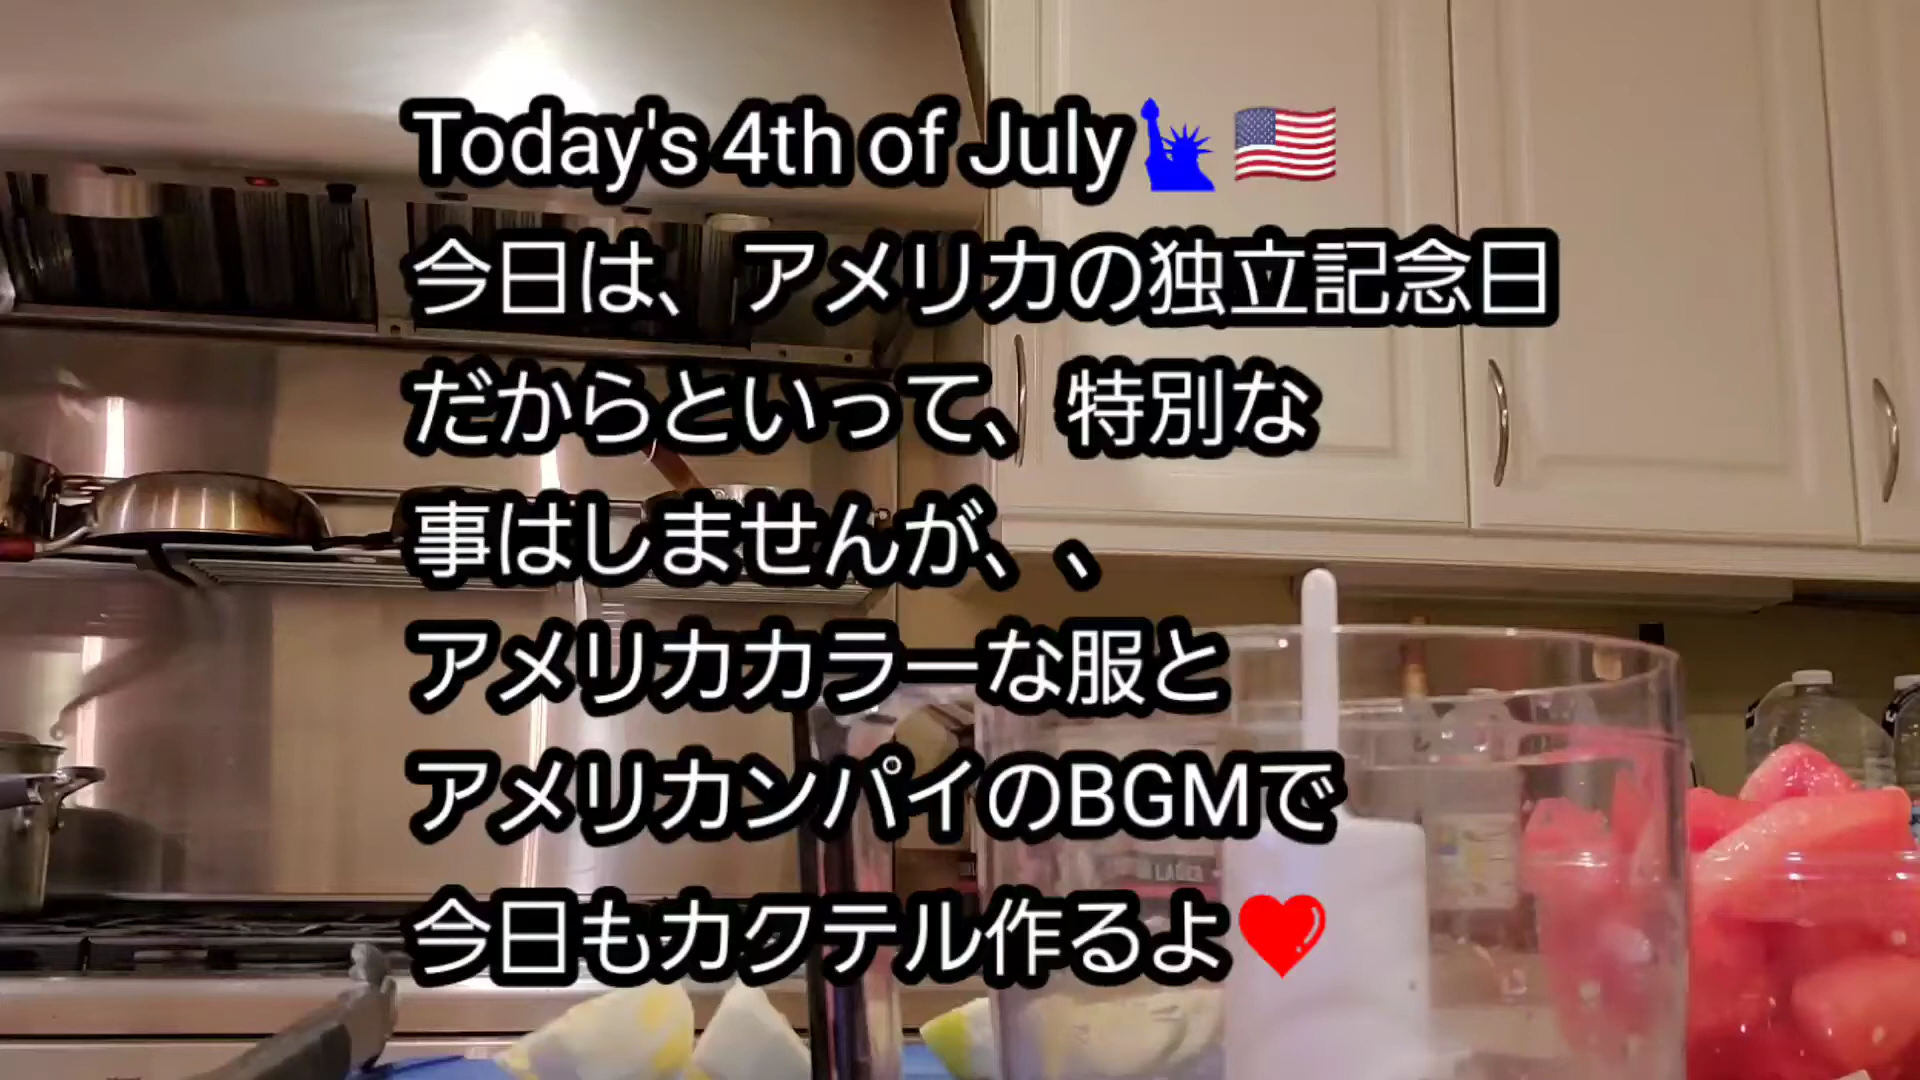 Today's 4th of July🗽🇺🇸
今日は、アメリカの独立記念日
だからといって、特別な
事はしませんが、、
アメリカカラーな服と
アメリカンパイのBGMで
今日もカクテル作るよ❤️
LAGER